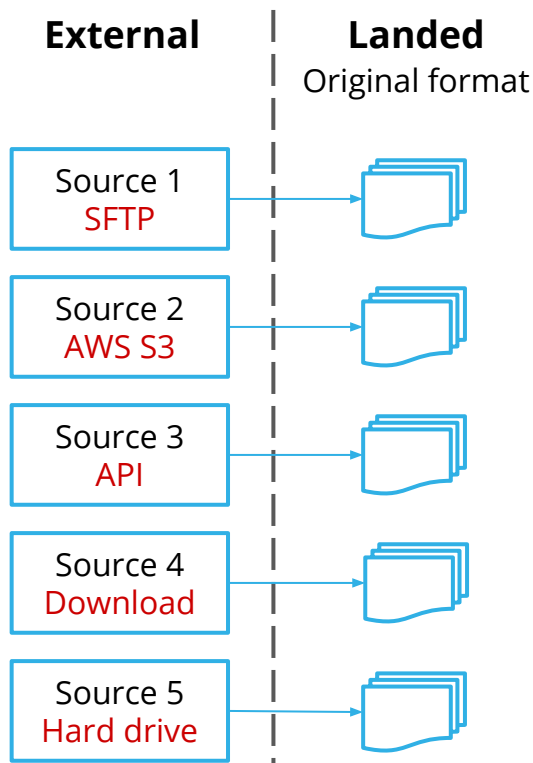 External
Landed
Original format
Source 1
SFTP
Source 2
AWS S3
Source 3
API
Source 4
Download
Source 5
Hard drive